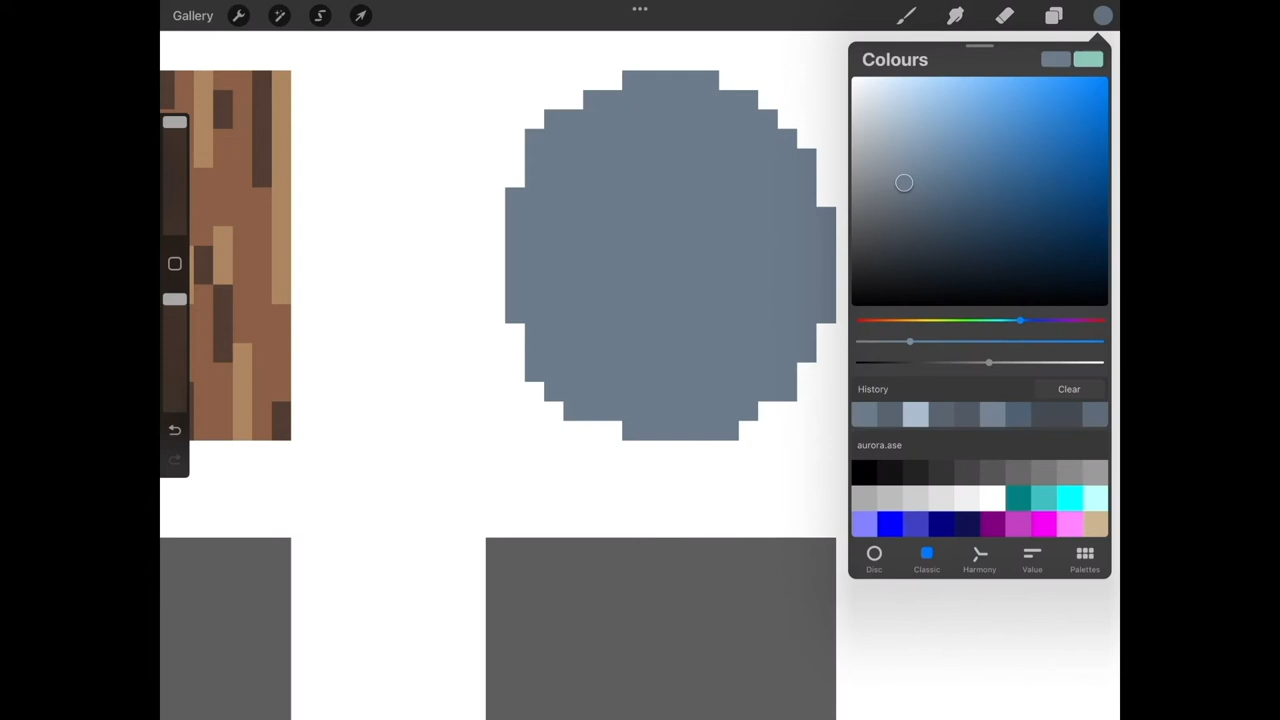 Gallery
Colours
History
Clear
aurora.ase
Disc
Classic
Harmony
Value
Palettes